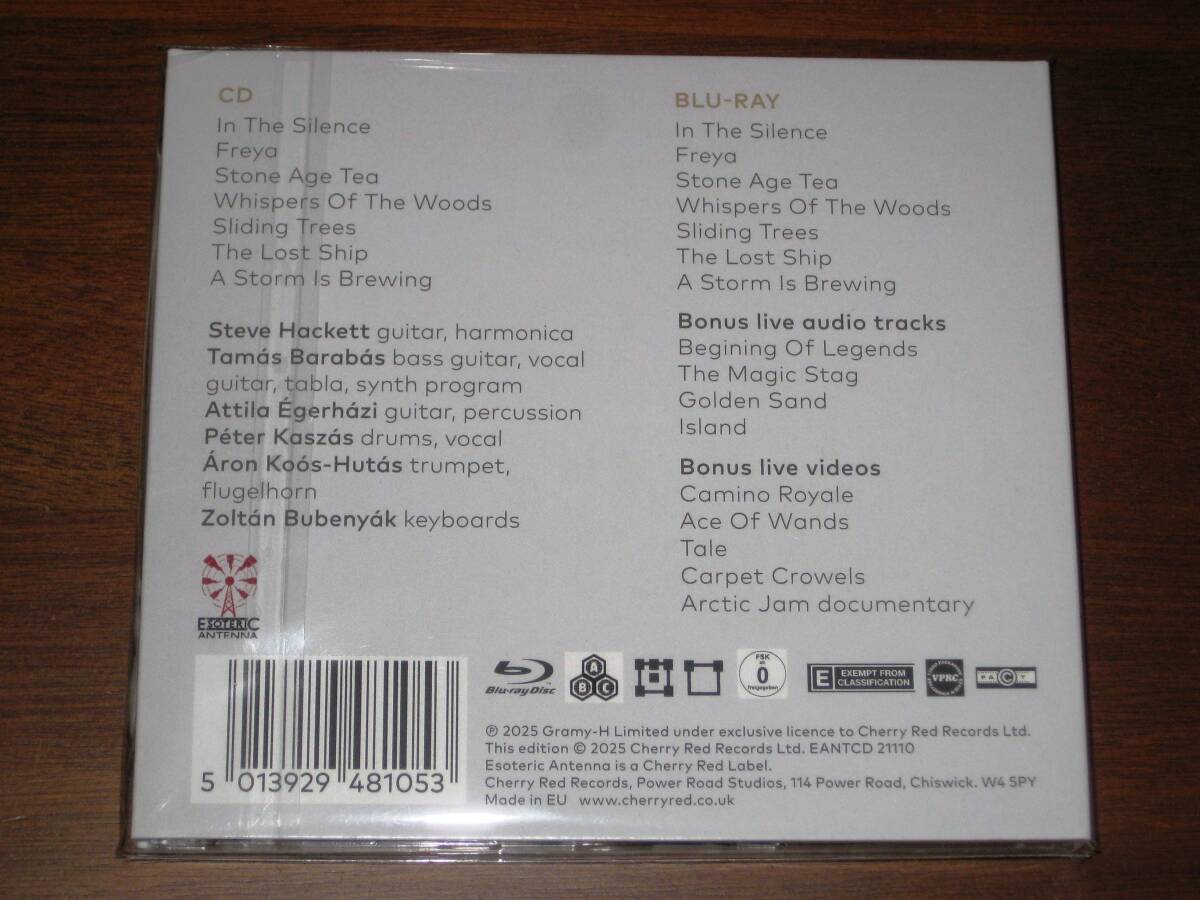 CD
In The Silence
Freya
Stone Age Tea
Whispers Of The Woods
Sliding Trees
The Lost Ship
A Storm Is Brewing
Steve Hackett guitar, harmonica
Tamás Barabás bass guitar, vocal
guitar, tabla, synth program
Attila Égerházi guitar, percussion
Péter Kaszás drums, vocal
Áron Koós-Hutás trumpet,
flugelhorn
Zoltán Bubenyák keyboards
ESOTERIC
ANTENNA
BLU-RAY
In The Silence
Freya
Stone Age Tea
Whispers Of The Woods
Sliding Trees
The Lost Ship
A Storm Is Brewing
Bonus live audio tracks
Begining Of Legends
The Magic Stag
Golden Sand
Island
Bonus live videos
Camino Royale
Ace Of Wands
Tale
Carpet Crowels
Arctic Jam documentary
5 013929 481053
Blu-ray Disc
A
B C
FSK
ab
0
freigegeben
E EXEMPT FROM
CLASSIFICATION
VPRC
PACT
℗ 2025 Gramy-H Limited under exclusive licence to Cherry Red Records Ltd.
This edition © 2025 Cherry Red Records Ltd. EANTCD 21110
Esoteric Antenna is a Cherry Red Label.
Cherry Red Records, Power Road Studios, 114 Power Road, Chiswick. W4 5PY
Made in EU www.cherryred.co.uk